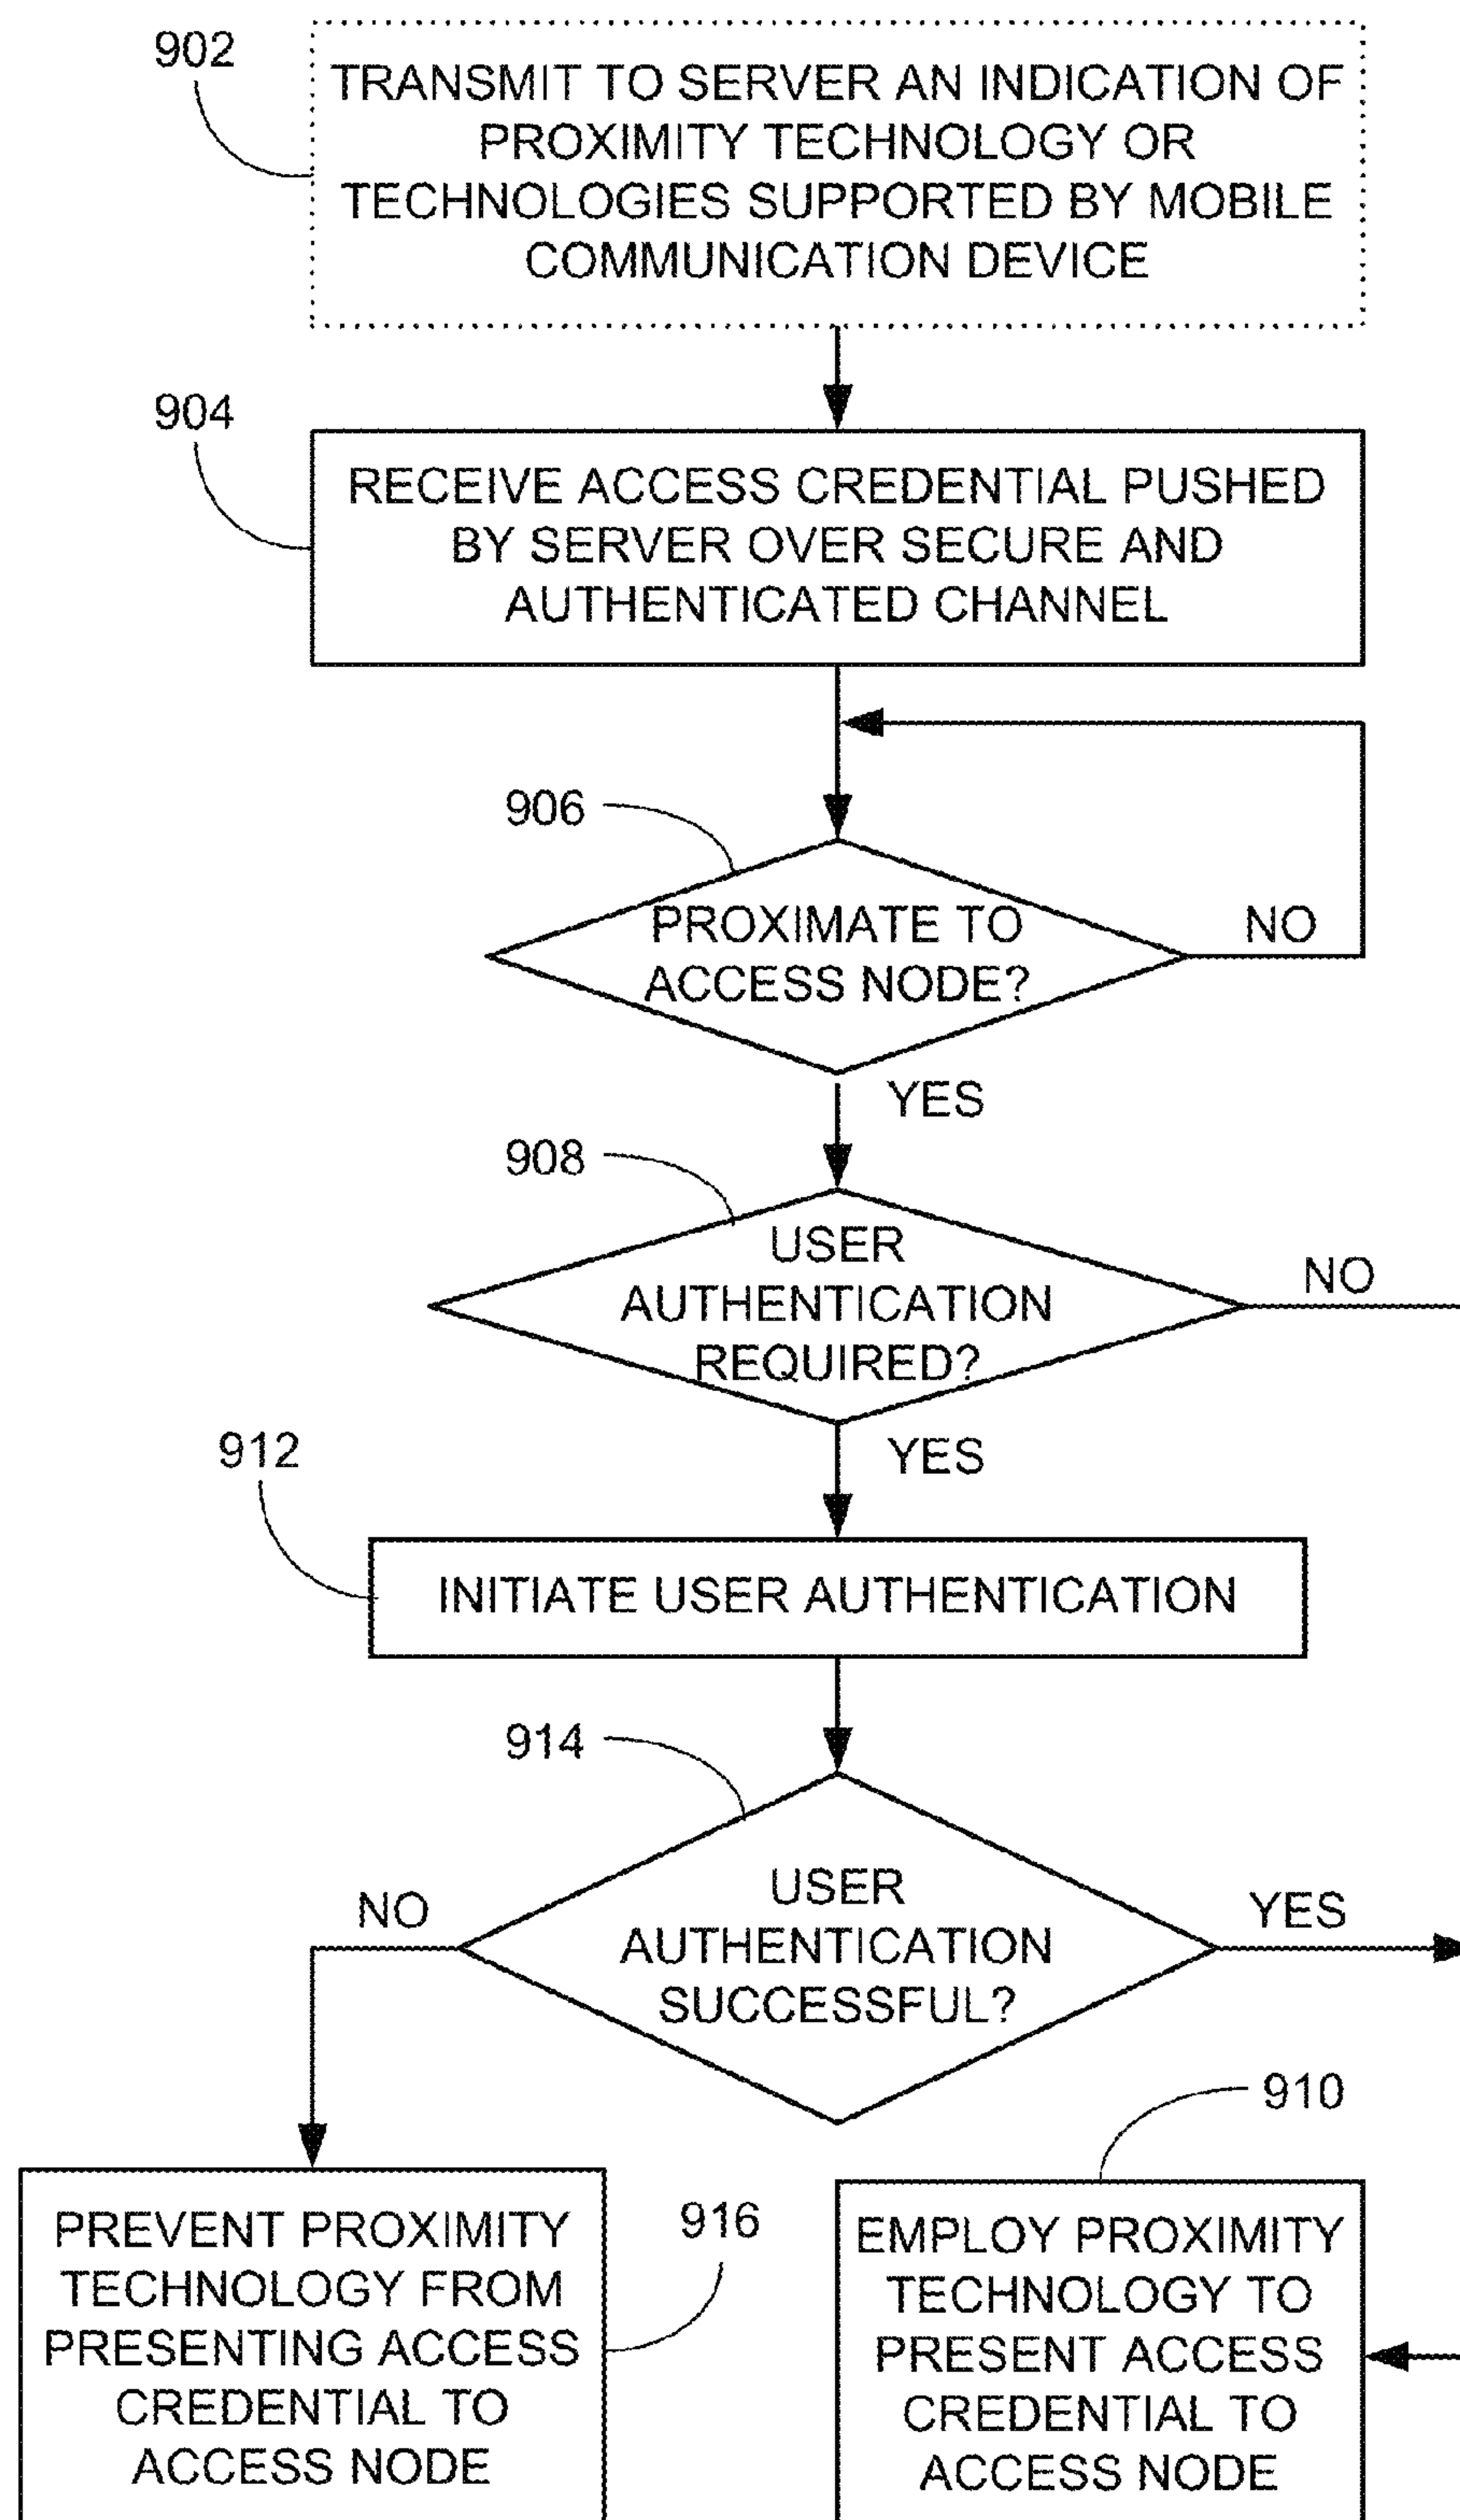 902
TRANSMIT TO SERVER AN INDICATION OF
PROXIMITY TECHNOLOGY OR
TECHNOLOGIES SUPPORTED BY MOBILE
COMMUNICATION DEVICE
904
RECEIVE ACCESS CREDENTIAL PUSHED
BY SERVER OVER SECURE AND
AUTHENTICATED CHANNEL
906
PROXIMATE TO
ACCESS NODE?
NO
YES
908
USER
AUTHENTICATION
REQUIRED?
NO
YES
912
INITIATE USER AUTHENTICATION
914
USER
AUTHENTICATION
SUCCESSFUL?
NO
YES
910
PREVENT PROXIMITY
TECHNOLOGY FROM
PRESENTING ACCESS
CREDENTIAL TO
ACCESS NODE
916
EMPLOY PROXIMITY
TECHNOLOGY TO
PRESENT ACCESS
CREDENTIAL TO
ACCESS NODE